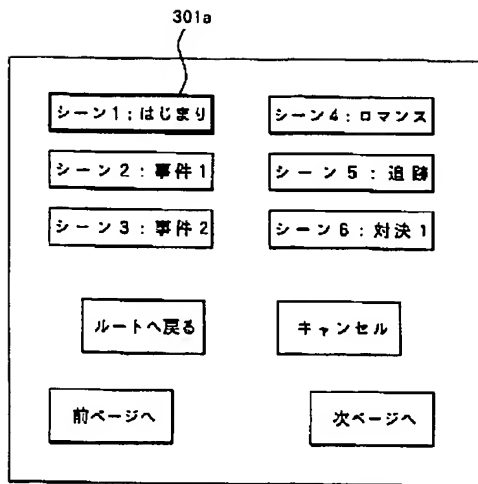 301a
シーン1:はじまり
シーン4:ロマンス
シーン2:事件1
シーン5:追跡
シーン3:事件2
シーン6:対決1
ルートへ戻る
キャンセル
前ページへ
次ページへ